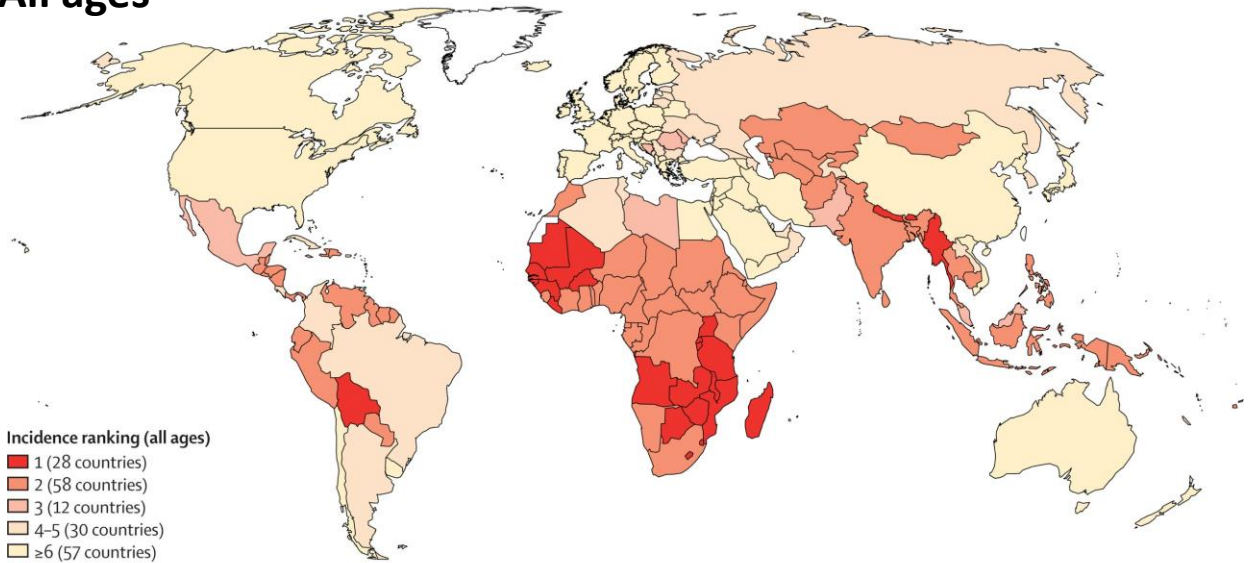 All ages
Incidence ranking (all ages)
1 (28 countries)
2 (58 countries)
3 (12 countries)
4–5 (30 countries)
≥6 (57 countries)